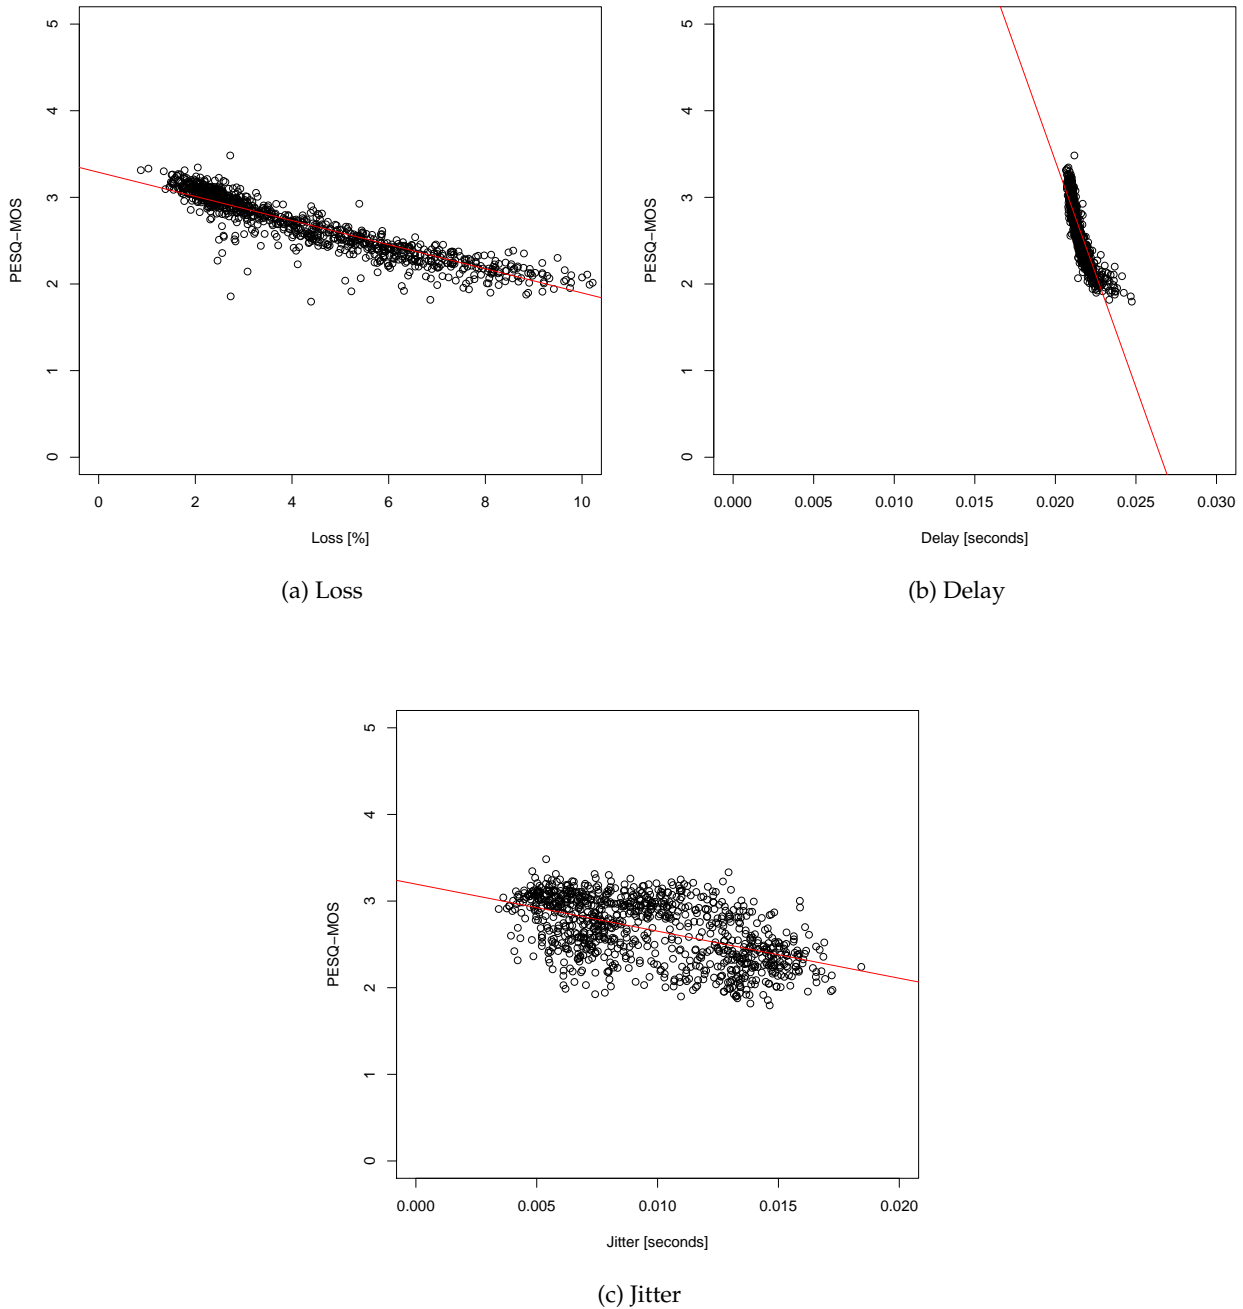 5
4
3
2
1
0
PESQ−MOS
0 2 4 6 8 10
Loss [%]
(a) Loss
5
4
3
2
1
0
PESQ−MOS
0.000 0.005 0.010 0.015 0.020 0.025 0.030
Delay [seconds]
(b) Delay
5
4
3
2
1
0
PESQ−MOS
0.000 0.005 0.010 0.015 0.020
Jitter [seconds]
(c) Jitter